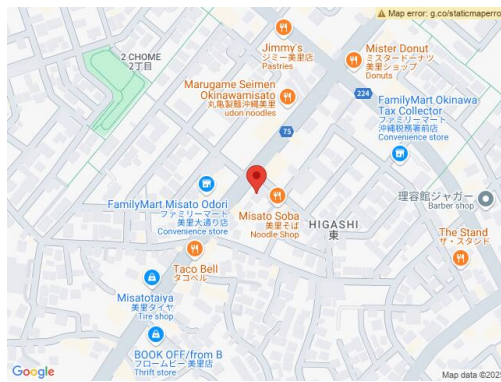 Map error: g.co/staticmaperro
2 CHOME
2丁目
Jimmy's
ジミー美里店
Pastries
Mister Donut
ミスタードーナツ
美里ショップ
Donuts
Marugame Seimen
Okinawamisato
丸亀製麺沖縄美里
udon noodles
224
FamilyMart Okinawa
Tax Collector
ファミリーマート
沖縄税務署前店
Convenience store
75
FamilyMart Misato Odori
ファミリーマート
美里大通り店
Convenience store
Misato Soba
美里そば
Noodle Shop
HIGASHI
東
理容館ジャガー
Barber shop
The Stand
ザ・スタンド
Taco Bell
タコベル
Misatotaiya
美里タイヤ
Tire shop
BOOK OFF/from B
フロームビー 美里店
Thrift store
Google
Map data ©2025